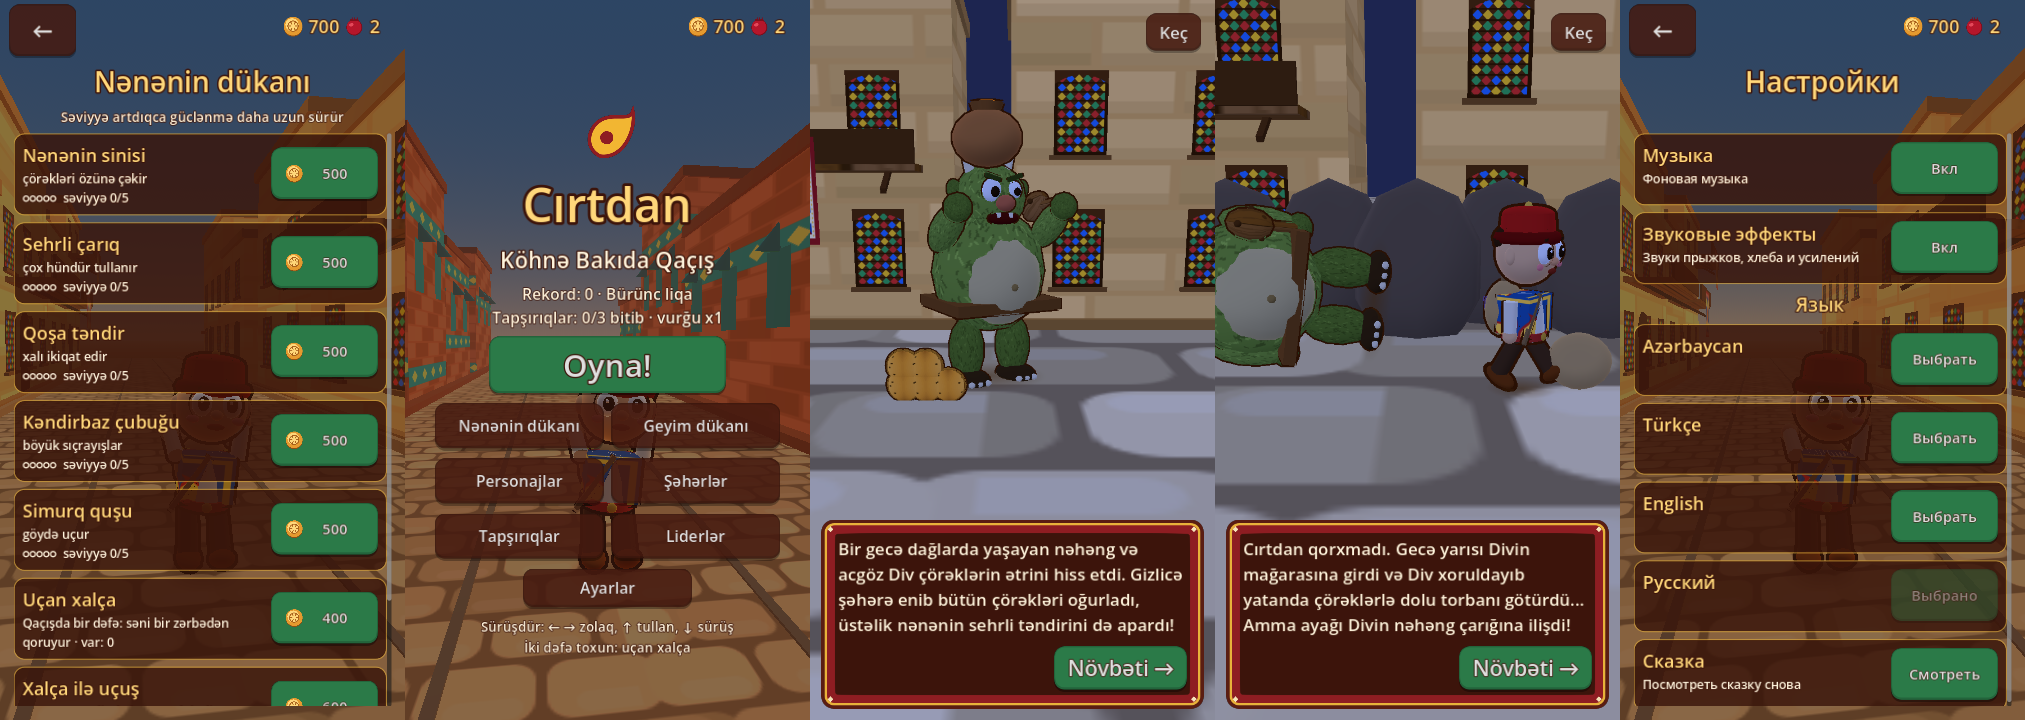 ←
700 2
Nənənin dükanı
Səviyyə artdıqca güclənmə daha uzun sürür
Nənənin sinisi
çörəkləri özünə çəkir
ooooo səviyyə 0/5
500
Sehrli çarıq
çox hündür tullanır
ooooo səviyyə 0/5
500
Qoşa təndir
xalı ikiqat edir
ooooo səviyyə 0/5
500
Kəndirbaz çubuğu
böyük sıçrayışlar
ooooo səviyyə 0/5
500
Simurq quşu
göydə uçur
ooooo səviyyə 0/5
500
Uçan xalça
Qaçışda bir dəfə: səni bir zərbədən
qoruyur · var: 0
400
Xalça ilə uçuş
700 2
Cırtdan
Köhnə Bakıda Qaçış
Rekord: 0 · Bürünc liqa
Tapşırıqlar: 0/3 bitib · vurğu x1
Oyna!
Nənənin dükanı
Geyim dükanı
Personajlar
Şəhərlər
Tapşırıqlar
Liderlər
Ayarlar
Sürüşdür: ← → zolaq, ↑ tullan, ↓ sürüş
İki dəfə toxun: uçan xalça
Keç
Bir gecə dağlarda yaşayan nəhəng və
acgöz Div çörəklərin ətrini hiss etdi. Gizlicə
şəhərə enib bütün çörəkləri oğurladı,
üstəlik nənənin sehrli təndirini də apardı!
Növbəti →
Keç
Cırtdan qorxmadı. Gecə yarısı Divin
mağarasına girdi və Div xoruldayıb
yatanda çörəklərlə dolu torbanı götürdü...
Amma ayağı Divin nəhəng çarığına ilişdi!
Növbəti →
←
700 2
Настройки
Музыка
Фоновая музыка
Вкл
Звуковые эффекты
Звуки прыжков, хлеба и усилений
Вкл
Язык
Azərbaycan
Выбрать
Türkçe
Выбрать
English
Выбрать
Русский
Выбрано
Сказка
Посмотреть сказку снова
Смотреть